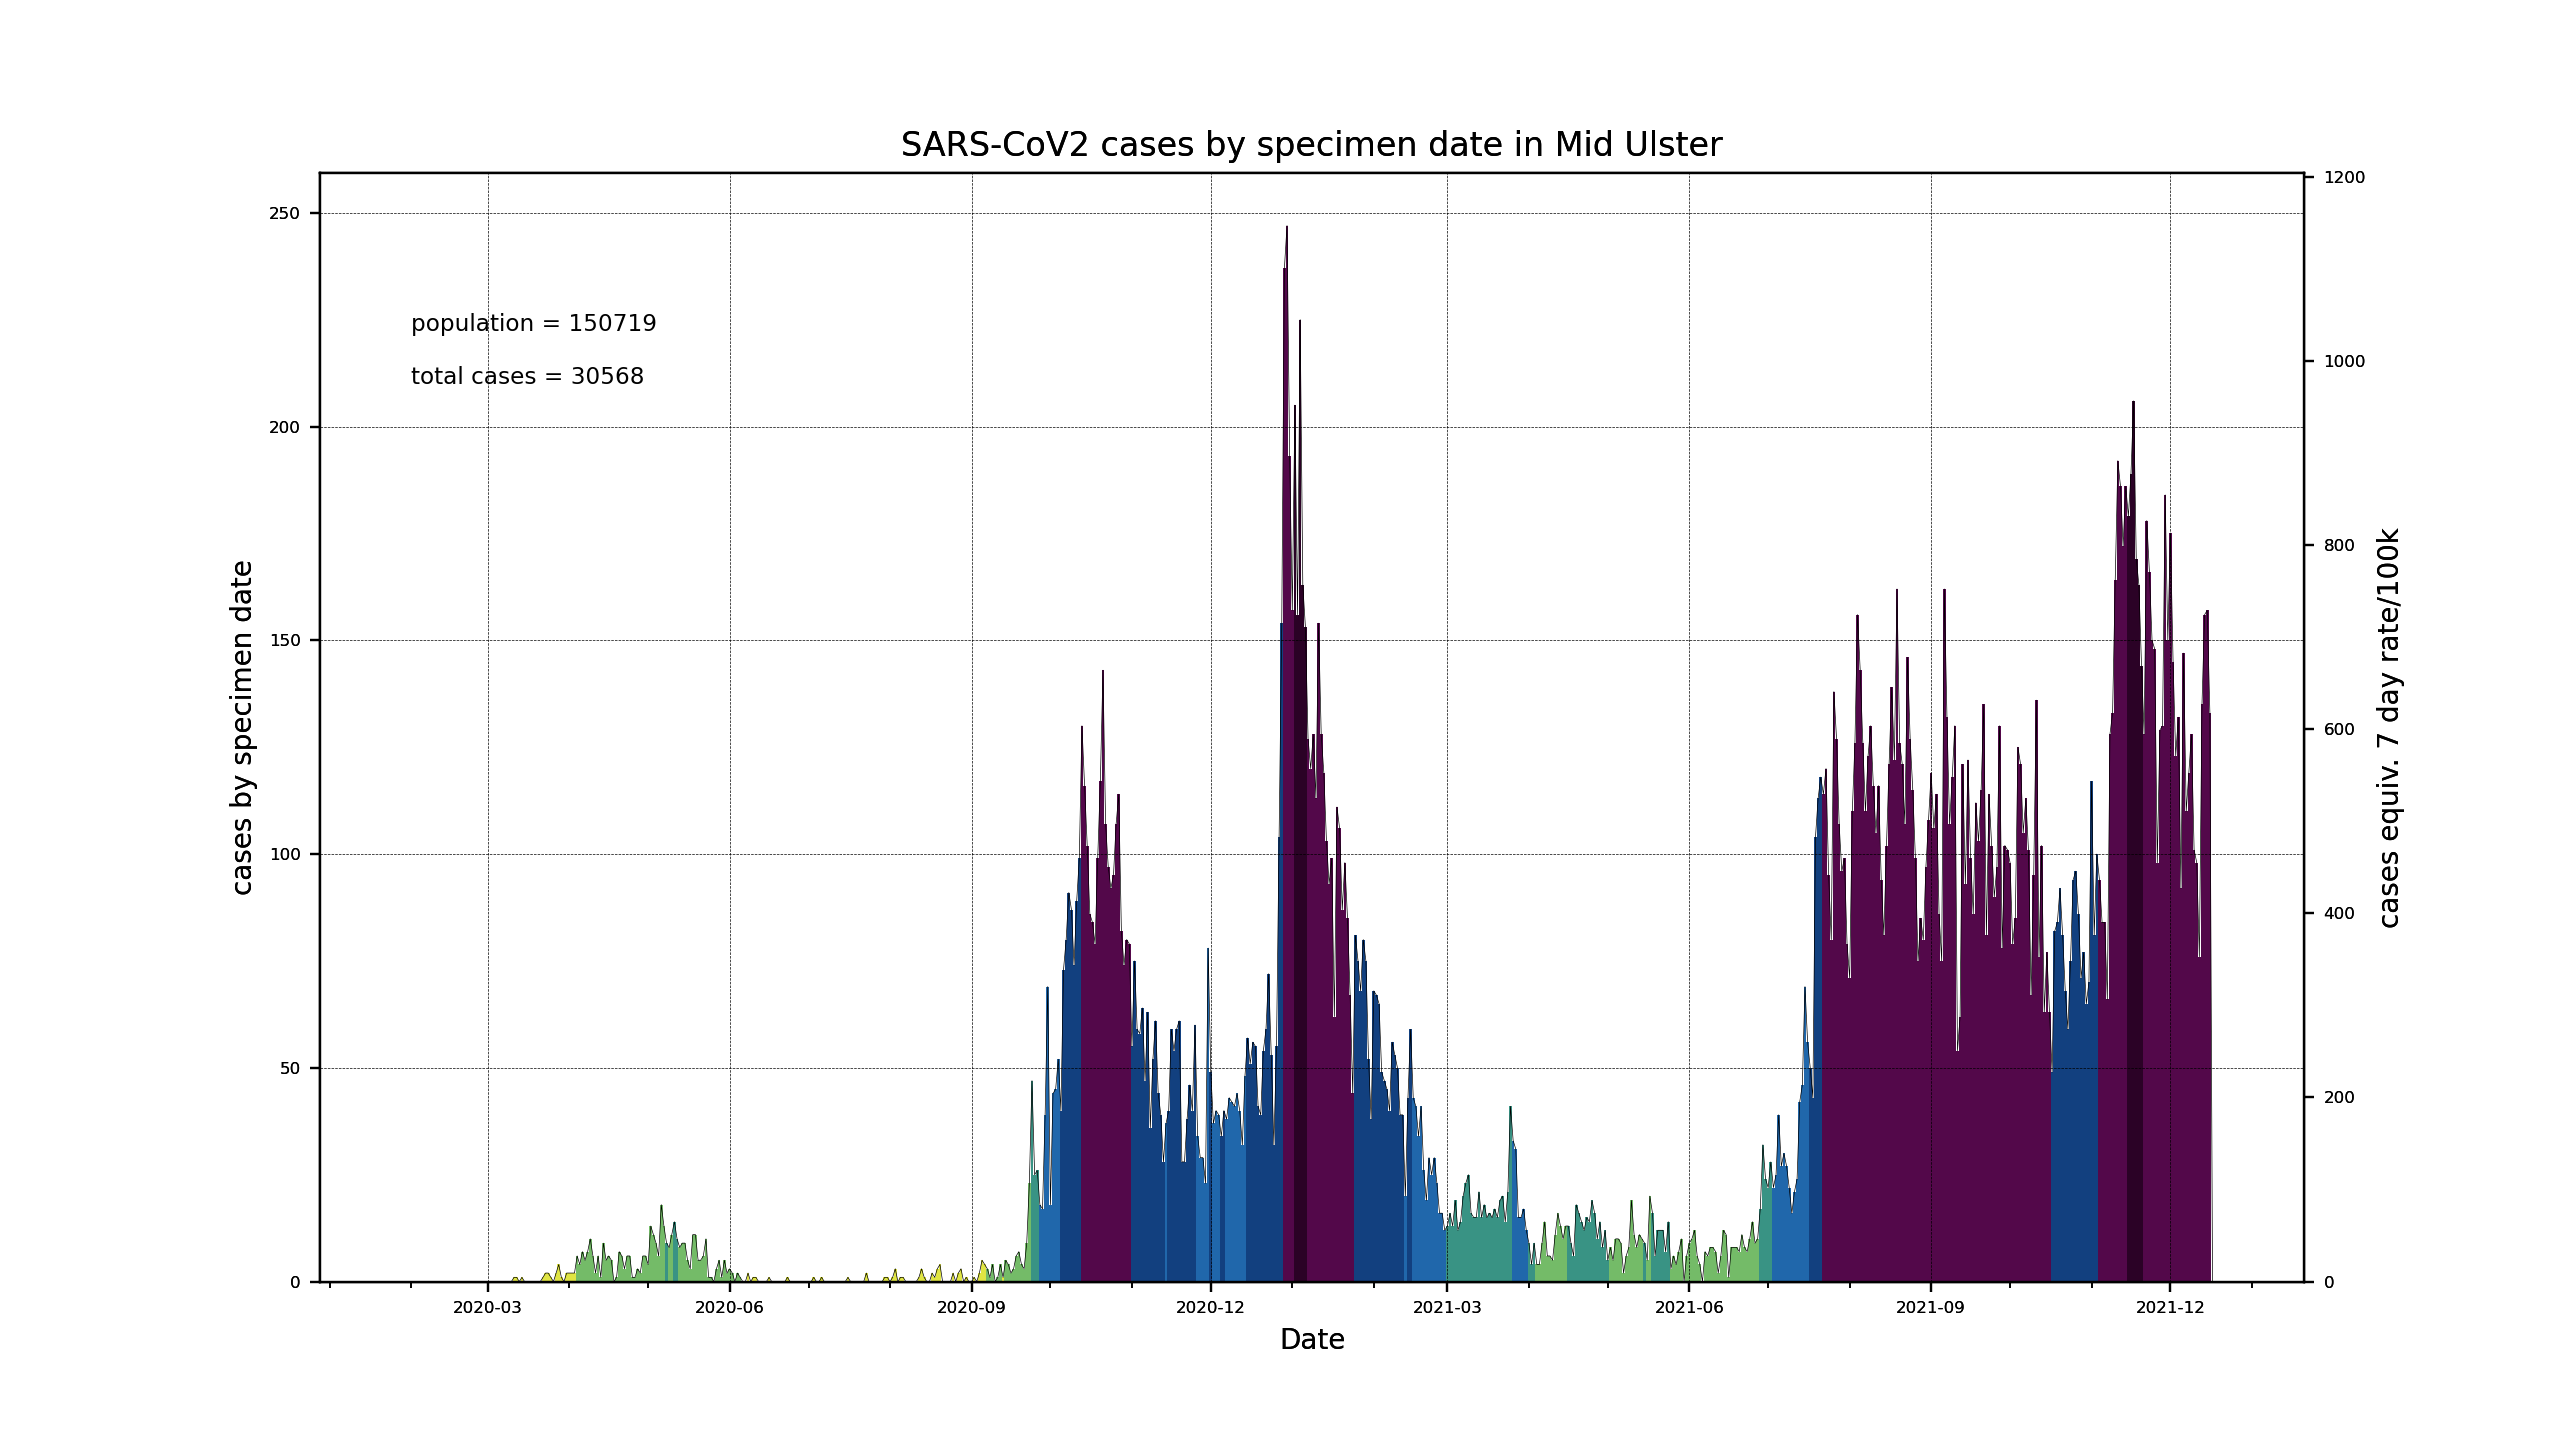 SARS-CoV2 cases by specimen date in Mid Ulster
population = 150719
total cases = 30568
cases by specimen date
250
200
150
100
50
0
1200
1000
800
600
400
200
0
cases equiv. 7 day rate/100k
2020-03 2020-06 2020-09 2020-12 2021-03 2021-06 2021-09 2021-12
Date